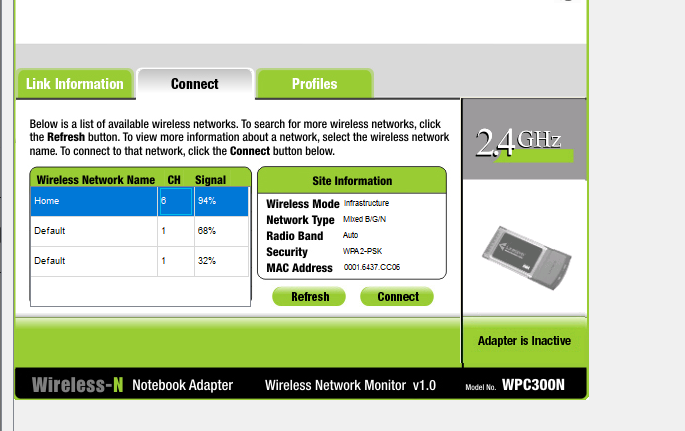 Link Information
Connect
Profiles
Below is a list of available wireless networks. To search for more wireless networks, click
the Refresh button. To view more information about a network, select the wireless network
name. To connect to that network, click the Connect button below.
2.4GHz
Wireless Network Name CH Signal
Home 6 94%
Default 1 68%
Default 1 32%
Site Information
Wireless Mode Infrastructure
Network Type Mixed B/G/N
Radio Band Auto
Security WPA2-PSK
MAC Address 0001.6437.CC06
Refresh
Connect
Adapter is Inactive
Wireless-N Notebook Adapter Wireless Network Monitor v1.0 Model No. WPC300N